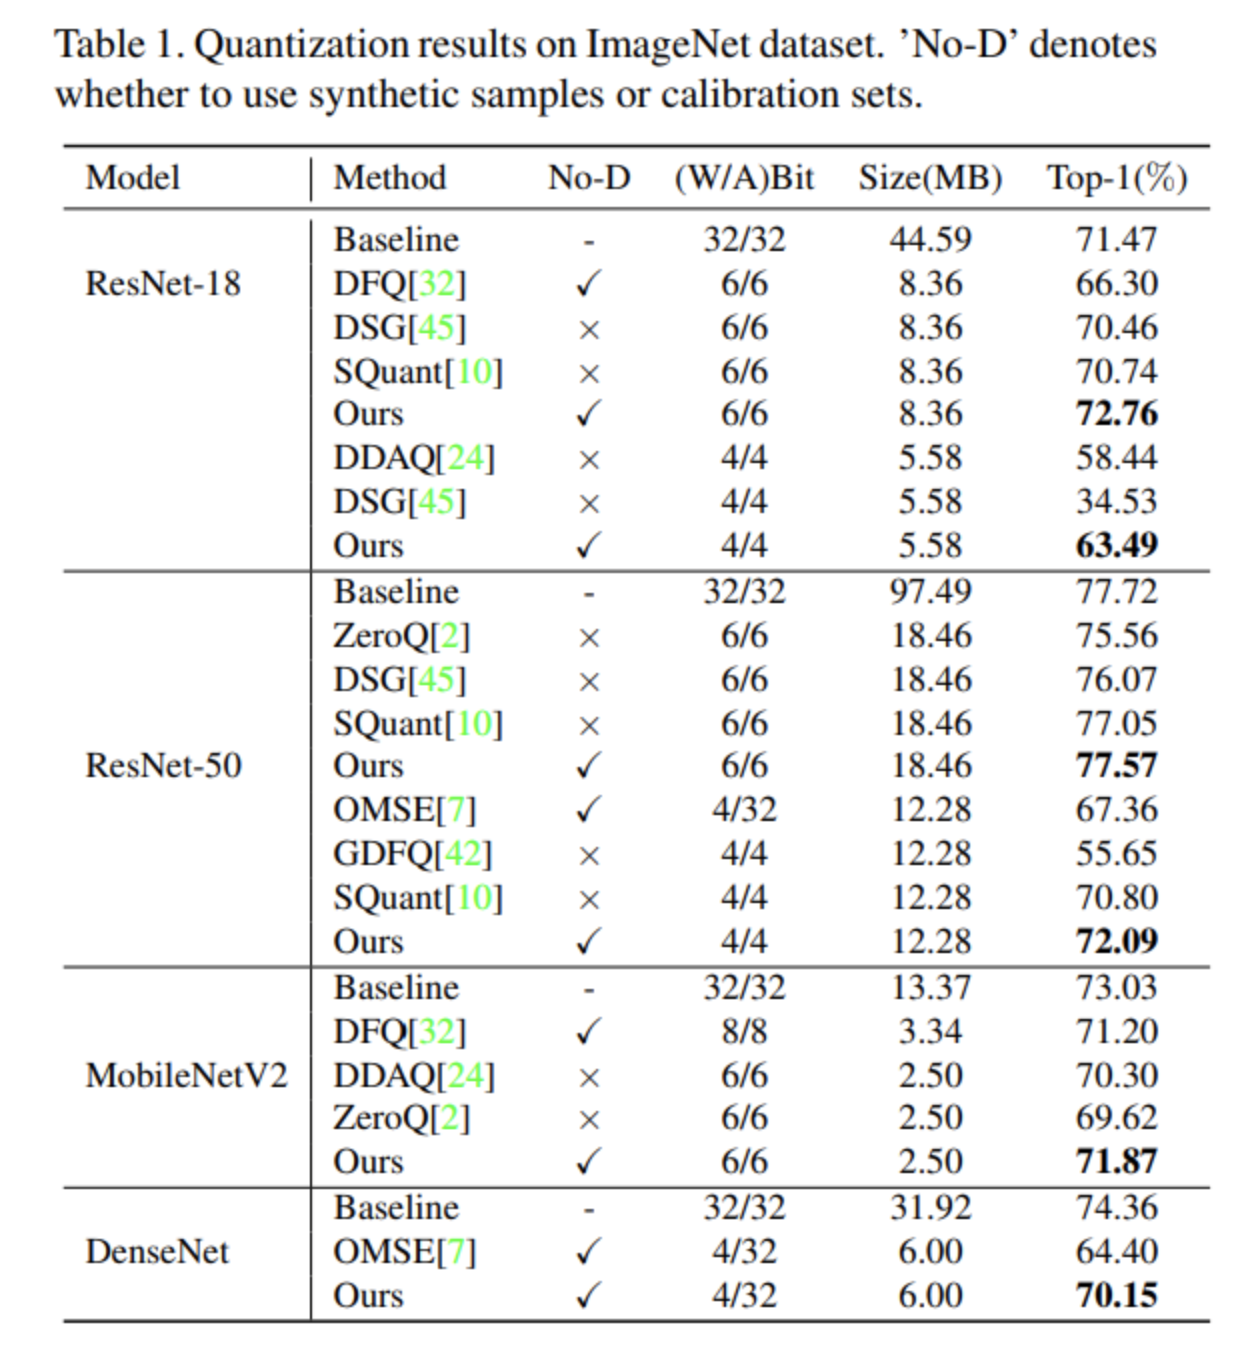 Table 1. Quantization results on ImageNet dataset. ’No-D’ denotes
whether to use synthetic samples or calibration sets.
Model Method No-D (W/A)Bit Size(MB) Top-1(%)
Baseline - 32/32 44.59 71.47
ResNet-18 DFQ[32] ✓ 6/6 8.36 66.30
DSG[45] × 6/6 8.36 70.46
SQuant[10] × 6/6 8.36 70.74
Ours ✓ 6/6 8.36 72.76
DDAQ[24] × 4/4 5.58 58.44
DSG[45] × 4/4 5.58 34.53
Ours ✓ 4/4 5.58 63.49
Baseline - 32/32 97.49 77.72
ZeroQ[2] × 6/6 18.46 75.56
DSG[45] × 6/6 18.46 76.07
SQuant[10] × 6/6 18.46 77.05
ResNet-50 Ours ✓ 6/6 18.46 77.57
OMSE[7] ✓ 4/32 12.28 67.36
GDFQ[42] × 4/4 12.28 55.65
SQuant[10] × 4/4 12.28 70.80
Ours ✓ 4/4 12.28 72.09
Baseline - 32/32 13.37 73.03
DFQ[32] ✓ 8/8 3.34 71.20
MobileNetV2 DDAQ[24] × 6/6 2.50 70.30
ZeroQ[2] × 6/6 2.50 69.62
Ours ✓ 6/6 2.50 71.87
Baseline - 32/32 31.92 74.36
DenseNet OMSE[7] ✓ 4/32 6.00 64.40
Ours ✓ 4/32 6.00 70.15